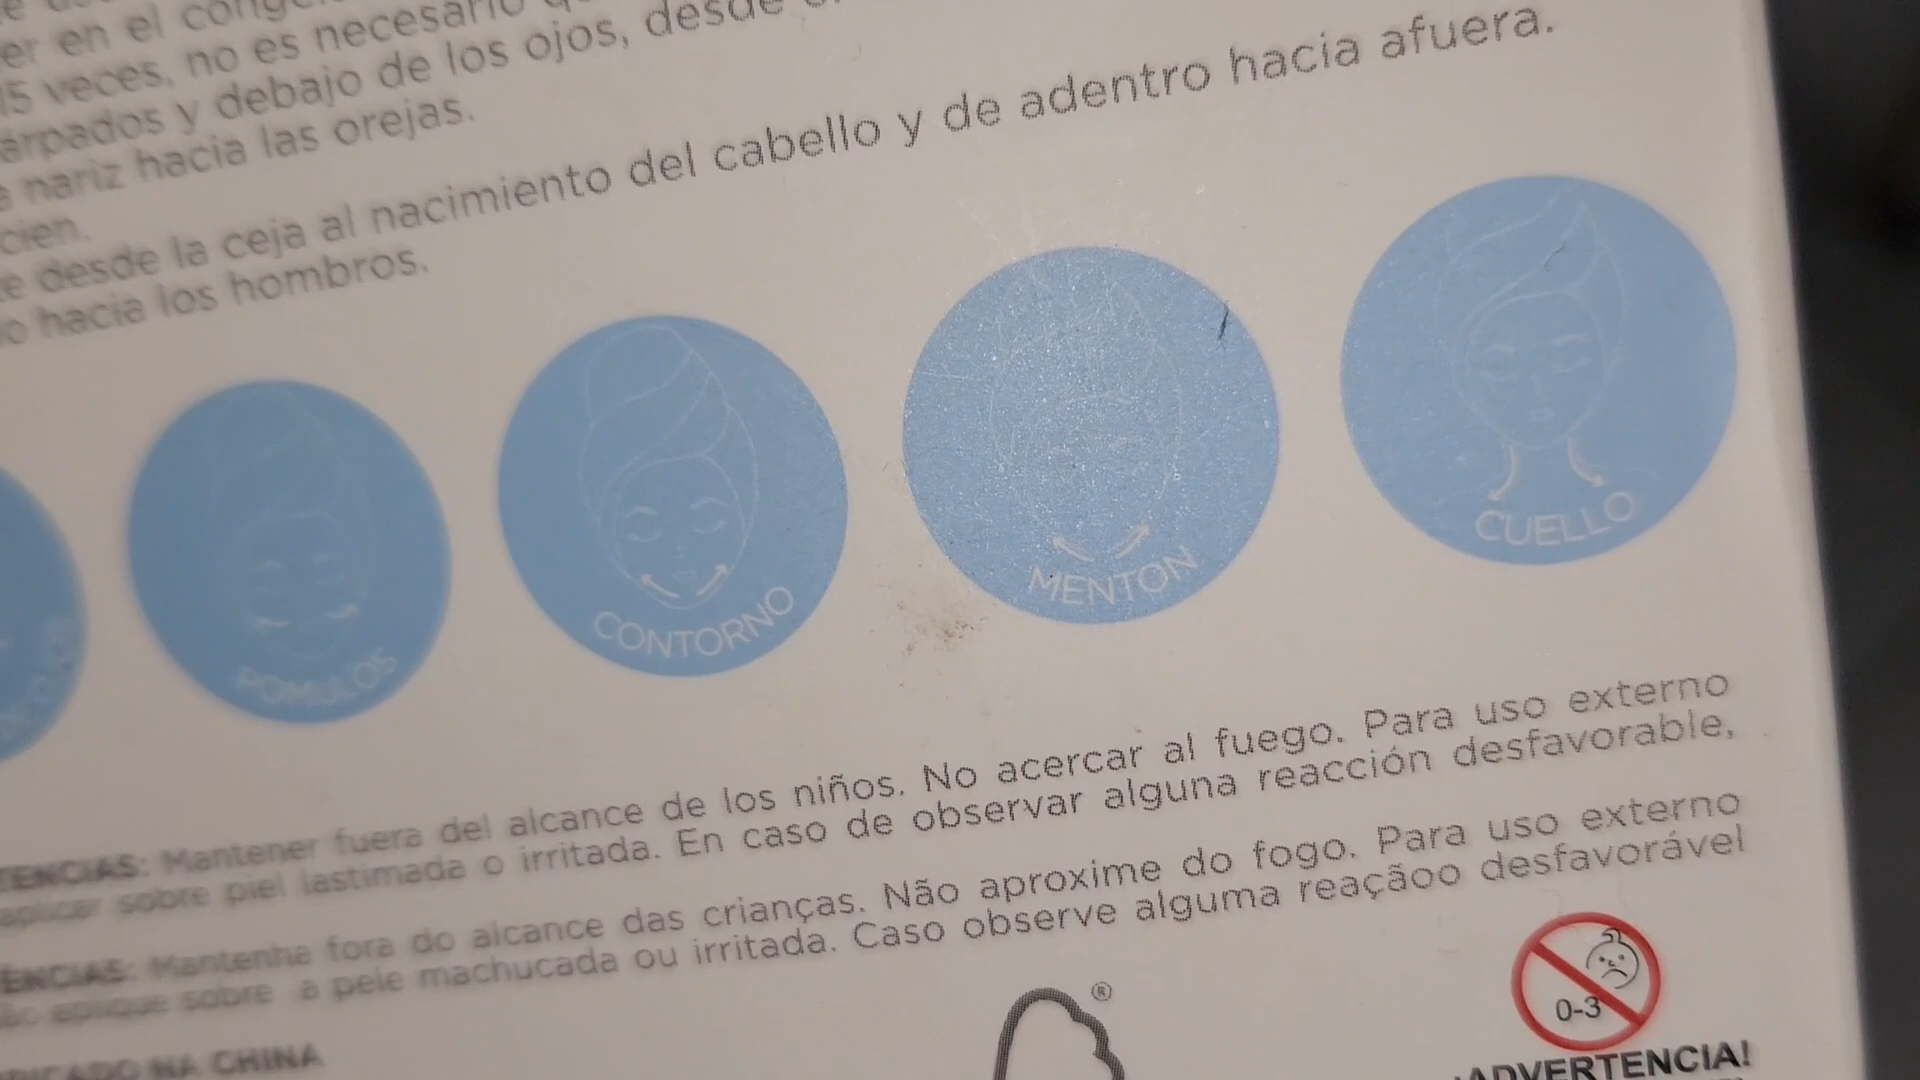 er en el
15 veces, no es necesario
árpados y debajo de los ojos, desde
nariz hacia las orejas.
cien.
e desde la ceja al nacimiento del cabello y de adentro hacia afuera.
o hacia los hombros.
POMULOS
CONTORNO
MENTON
CUELLO
TENCIAS: Mantener fuera del alcance de los niños. No acercar al fuego. Para uso externo
aplicar sobre piel lastimada o irritada. En caso de observar alguna reacción desfavorable,
ENCIAS: Mantenha fora do alcance das crianças. Não aproxime do fogo. Para uso externo
ão aplique sobre a pele machucada ou irritada. Caso observe alguma reaçãoo desfavorável
®
0-3
RICADO NA CHINA
¡ADVERTENCIA!